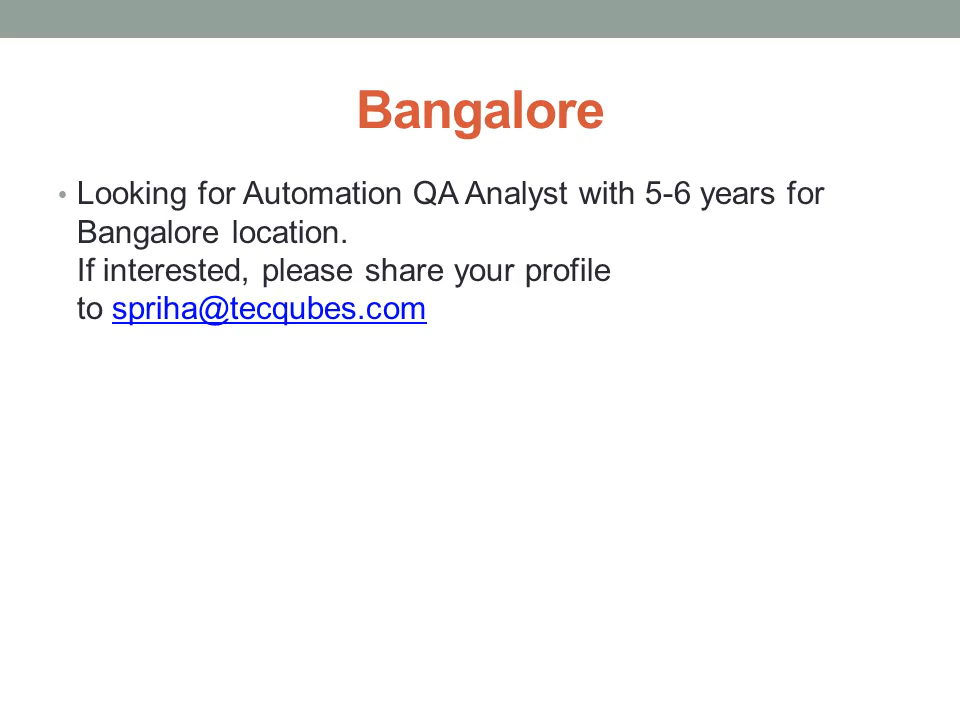 Bangalore
• Looking for Automation QA Analyst with 5-6 years for
Bangalore location.
If interested, please share your profile
to spriha@tecqubes.com